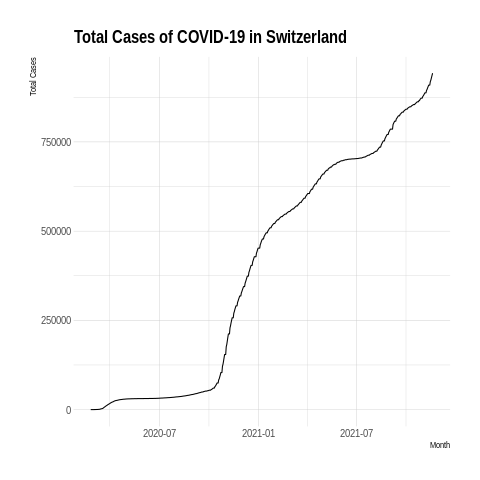 Total Cases of COVID-19 in Switzerland
Total Cases
750000
500000
250000
0
2020-07
2021-01
2021-07
Month